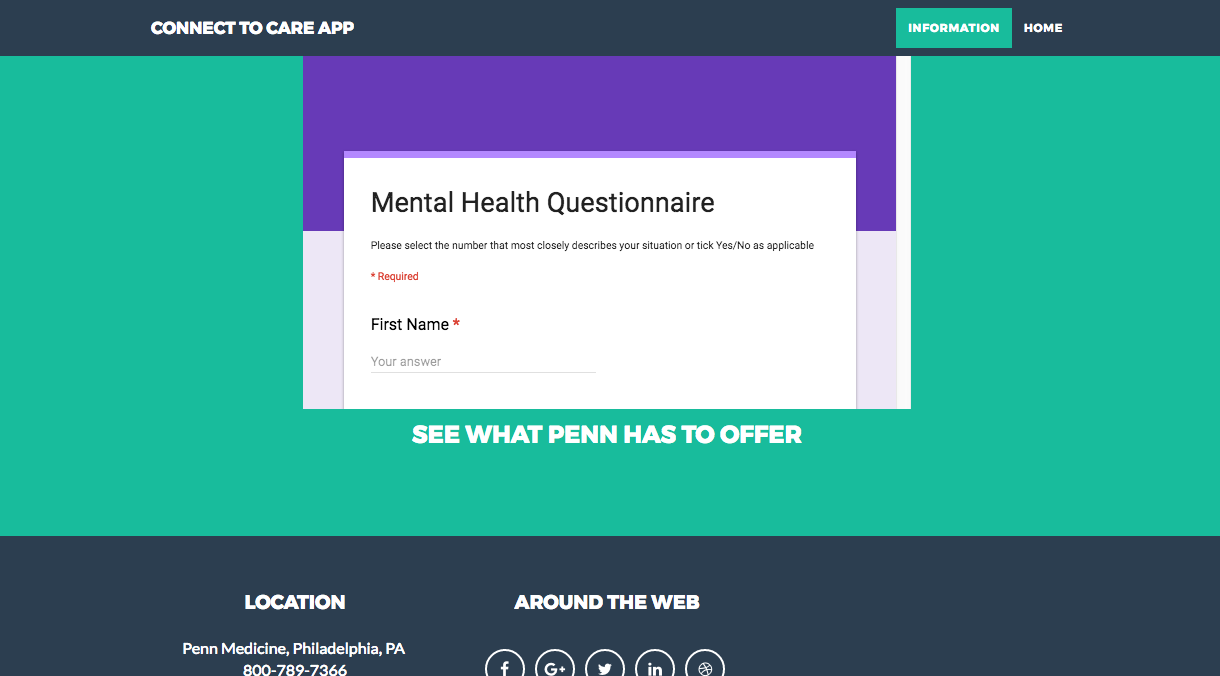 CONNECT TO CARE APP
INFORMATION
HOME
Mental Health Questionnaire
Please select the number that most closely describes your situation or tick Yes/No as applicable
* Required
First Name *
Your answer
SEE WHAT PENN HAS TO OFFER
LOCATION
Penn Medicine, Philadelphia, PA
800-789-7366
AROUND THE WEB